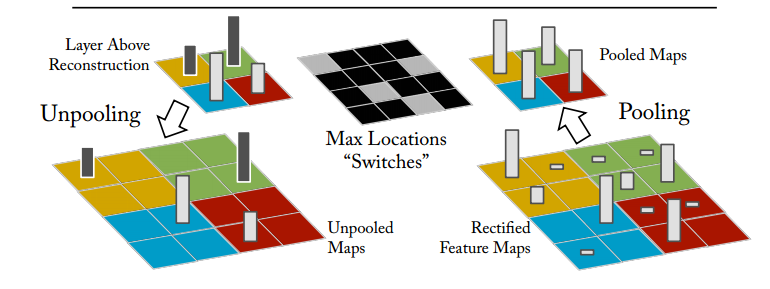 Layer Above
Reconstruction
Unpooling
Max Locations
“Switches”
Unpooled
Maps
Pooled Maps
Pooling
Rectified
Feature Maps